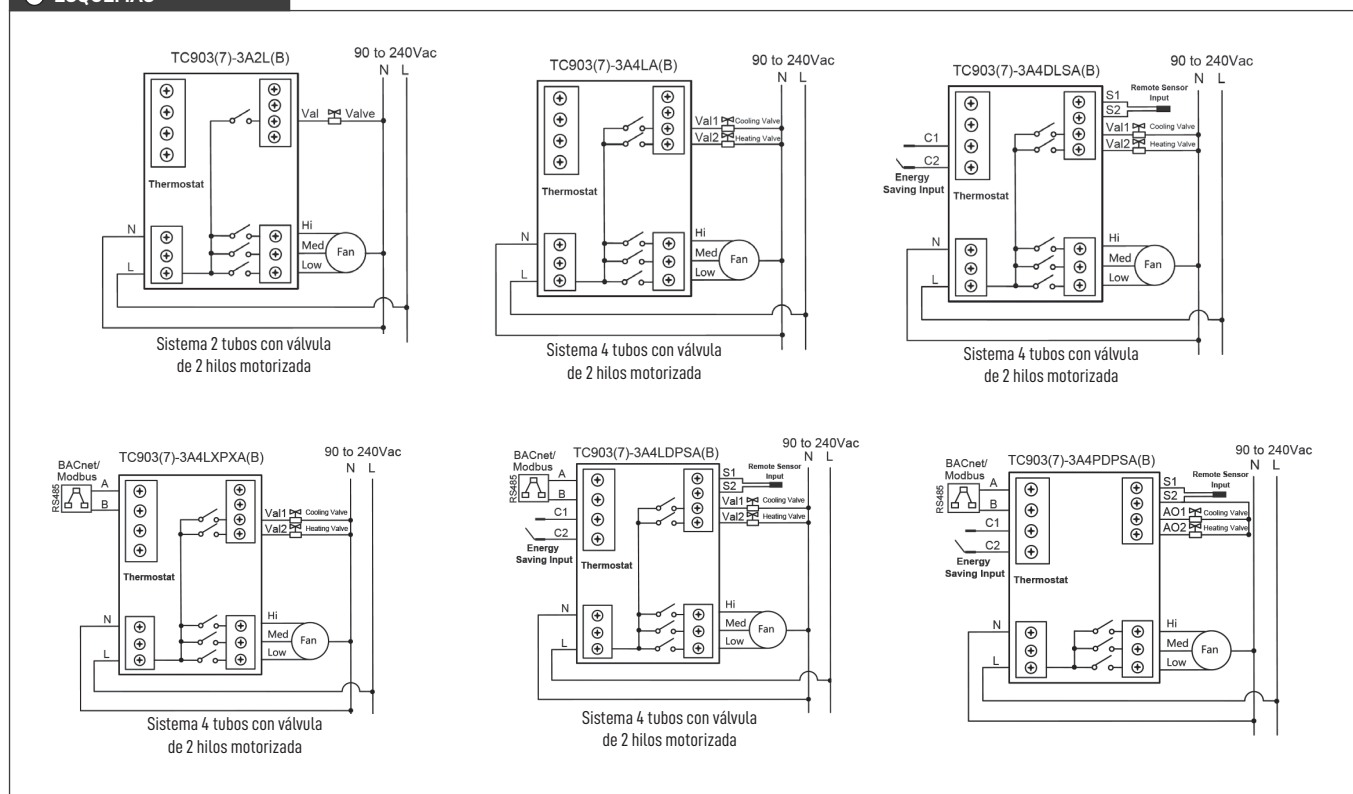 ESQUEMAS
TC903(7)-3A2L(B)
90 to 240Vac
N L
Val Valve
Thermostat
N
L
Hi
Med
Low
Fan
Sistema 2 tubos con válvula
de 2 hilos motorizada
TC903(7)-3A4LA(B)
90 to 240Vac
N L
Val1 Cooling Valve
Val2 Heating Valve
Thermostat
N
L
Hi
Med
Low
Fan
Sistema 4 tubos con válvula
de 2 hilos motorizada
TC903(7)-3A4DLSA(B)
90 to 240Vac
N L
S1
S2
Remote Sensor
Input
Val1 Cooling Valve
Val2 Heating Valve
C1
C2
Energy
Saving Input
Thermostat
N
L
Hi
Med
Low
Fan
Sistema 4 tubos con válvula
de 2 hilos motorizada
TC903(7)-3A4LXPXA(B)
90 to 240Vac
N L
BACnet/
Modbus
RS485
A
B
Val1 Cooling Valve
Val2 Heating Valve
Thermostat
N
L
Hi
Med
Low
Fan
Sistema 4 tubos con válvula
de 2 hilos motorizada
TC903(7)-3A4LDPSA(B)
90 to 240Vac
N L
BACnet/
Modbus
RS485
A
B
S1
S2
Remote Sensor
Input
Val1 Cooling Valve
Val2 Heating Valve
C1
C2
Energy
Saving Input
Thermostat
N
L
Hi
Med
Low
Fan
Sistema 4 tubos con válvula
de 2 hilos motorizada
TC903(7)-3A4PDPSA(B)
90 to 240Vac
N L
BACnet/
Modbus
RS485
A
B
S1
S2
Remote Sensor
Input
AO1 Cooling Valve
AO2 Heating Valve
C1
C2
Energy
Saving Input
Thermostat
N
L
Hi
Med
Low
Fan